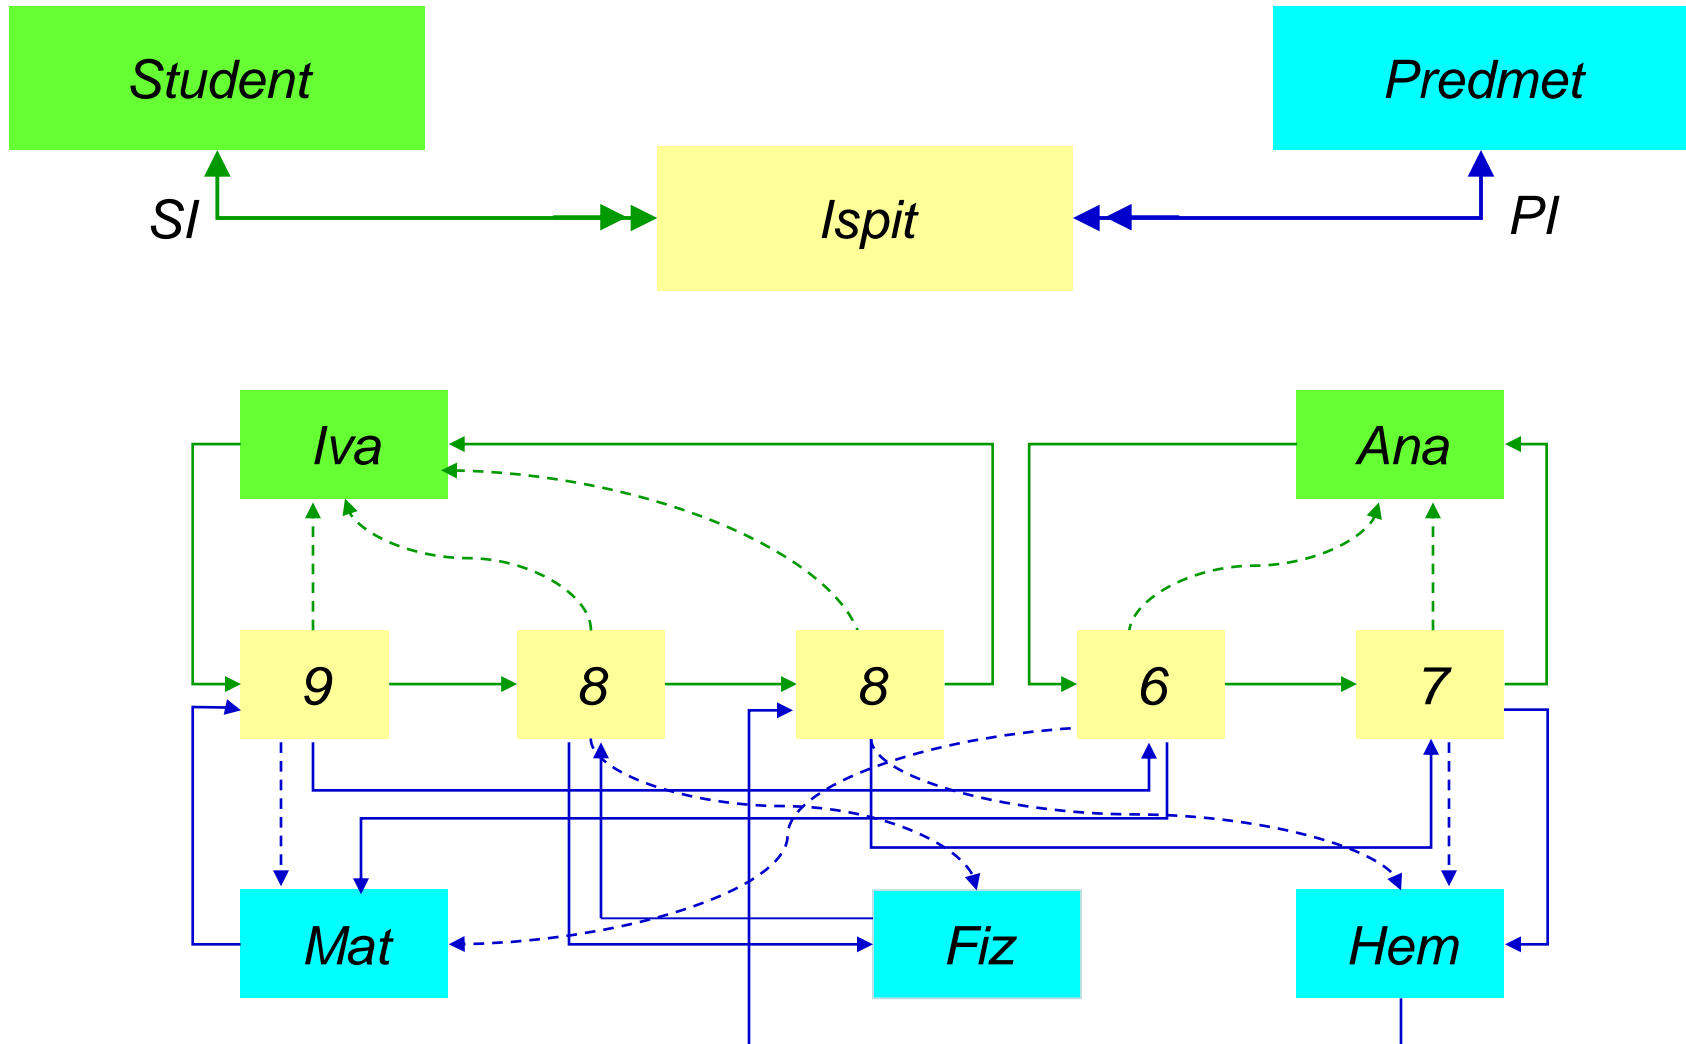 Student
Predmet
SI
Ispit
PI
Iva
Ana
9
8
8
6
7
Mat
Fiz
Hem